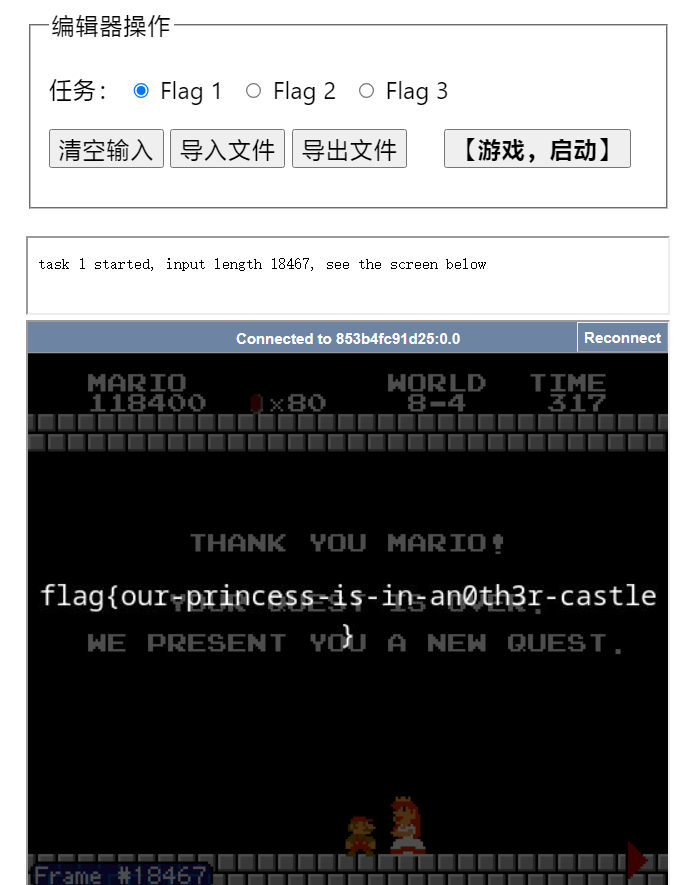 编辑器操作
任务： Flag 1 Flag 2 Flag 3
清空输入 导入文件 导出文件 【游戏，启动】
task 1 started, input length 18467, see the screen below
Connected to 853b4fc91d25:0.0 Reconnect
MARIO WORLD TIME
118400 ×80 8-4 317
THANK YOU MARIO!
flag{our-princess-is-in-an0th3r-castle
YOUR QUEST IS OVER.
}
WE PRESENT YOU A NEW QUEST.
Frame #18467